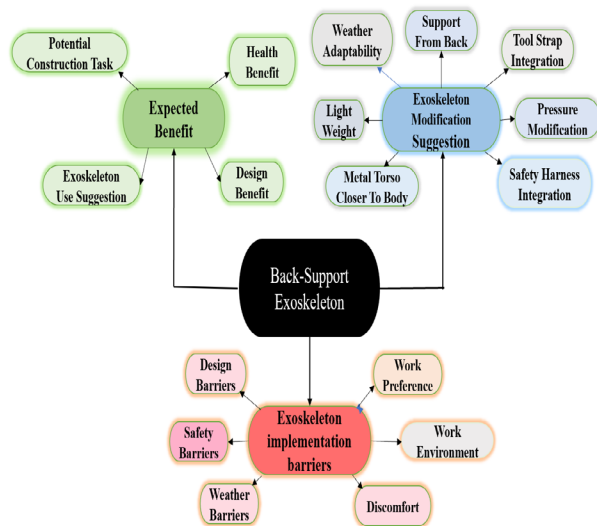 Potential
Construction Task
Health
Benefit
Expected
Benefit
Exoskeleton
Use Suggestion
Design
Benefit
Weather
Adaptability
Support
From Back
Tool Strap
Integration
Light
Weight
Exoskeleton
Modification
Suggestion
Pressure
Modification
Metal Torso
Closer To Body
Safety Harness
Integration
Back-Support
Exoskeleton
Design
Barriers
Work
Preference
Safety
Barriers
Exoskeleton
implementation
barriers
Work
Environment
Weather
Barriers
Discomfort